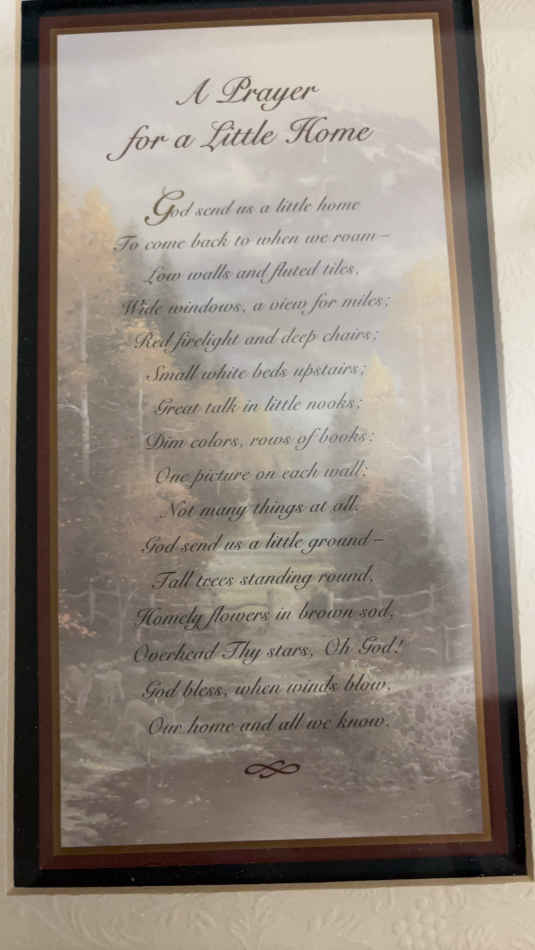 A Prayer
for a Little Home
God send us a little home
To come back to when we roam—
Low walls and fluted tiles,
Wide windows, a view for miles;
Red firelight and deep chairs;
Small white beds upstairs;
Great talk in little nooks;
Dim colors, rows of books;
One picture on each wall;
Not many things at all.
God send us a little ground—
Tall trees standing round,
Homely flowers in brown sod,
Overhead Thy stars, Oh God!
God bless, when winds blow,
Our home and all we know.